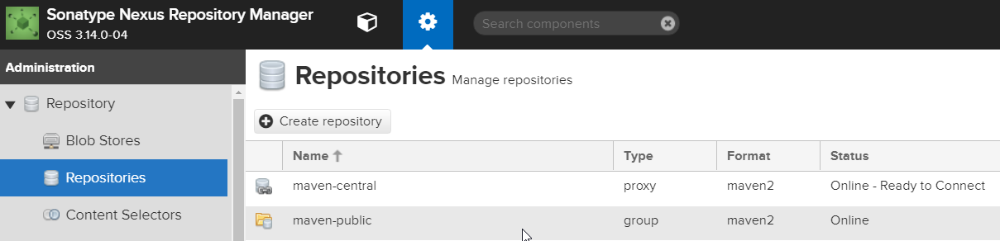 Sonatype Nexus Repository Manager
OSS 3.14.0-04
Search components
Administration
Repository
Blob Stores
Repositories
Content Selectors
Repositories Manage repositories
Create repository
Name Type Format Status
maven-central proxy maven2 Online - Ready to Connect
maven-public group maven2 Online